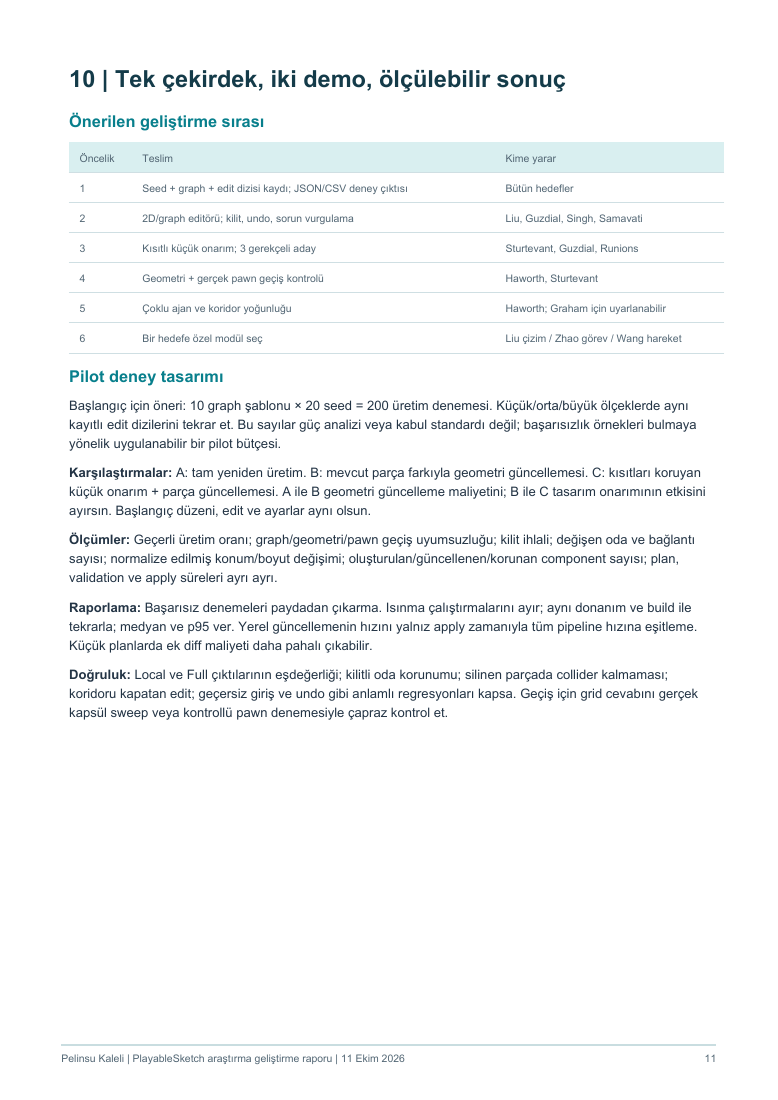 10 | Tek çekirdek, iki demo, ölçülebilir sonuç
Önerilen geliştirme sırası
Öncelik Teslim Kime yarar
1 Seed + graph + edit dizisi kaydı; JSON/CSV deney çıktısı Bütün hedefler
2 2D/graph editörü; kilit, undo, sorun vurgulama Liu, Guzdial, Singh, Samavati
3 Kısıtlı küçük onarım; 3 gerekçeli aday Sturtevant, Guzdial, Runions
4 Geometri + gerçek pawn geçiş kontrolü Haworth, Sturtevant
5 Çoklu ajan ve koridor yoğunluğu Haworth; Graham için uyarlanabilir
6 Bir hedefe özel modül seç Liu çizim / Zhao görev / Wang hareket
Pilot deney tasarımı
Başlangıç için öneri: 10 graph şablonu × 20 seed = 200 üretim denemesi. Küçük/orta/büyük ölçeklerde aynı
kayıtlı edit dizilerini tekrar et. Bu sayılar güç analizi veya kabul standardı değil; başarısızlık örnekleri bulmaya
yönelik uygulanabilir bir pilot bütçesi.
Karşılaştırmalar: A: tam yeniden üretim. B: mevcut parça farkıyla geometri güncellemesi. C: kısıtları koruyan
küçük onarım + parça güncellemesi. A ile B geometri güncelleme maliyetini; B ile C tasarım onarımının etkisini
ayırsın. Başlangıç düzeni, edit ve ayarlar aynı olsun.
Ölçümler: Geçerli üretim oranı; graph/geometri/pawn geçiş uyumsuzluğu; kilit ihlali; değişen oda ve bağlantı
sayısı; normalize edilmiş konum/boyut değişimi; oluşturulan/güncellenen/korunan component sayısı; plan,
validation ve apply süreleri ayrı ayrı.
Raporlama: Başarısız denemeleri paydadan çıkarma. Isınma çalıştırmalarını ayır; aynı donanım ve build ile
tekrarla; medyan ve p95 ver. Yerel güncellemenin hızını yalnız apply zamanıyla tüm pipeline hızına eşitleme.
Küçük planlarda ek diff maliyeti daha pahalı çıkabilir.
Doğruluk: Local ve Full çıktılarının eşdeğerliği; kilitli oda korunumu; silinen parçada collider kalmaması;
koridoru kapatan edit; geçersiz giriş ve undo gibi anlamlı regresyonları kapsa. Geçiş için grid cevabını gerçek
kapsül sweep veya kontrollü pawn denemesiyle çapraz kontrol et.
Pelinsu Kaleli | PlayableSketch araştırma geliştirme raporu | 11 Ekim 2026 11